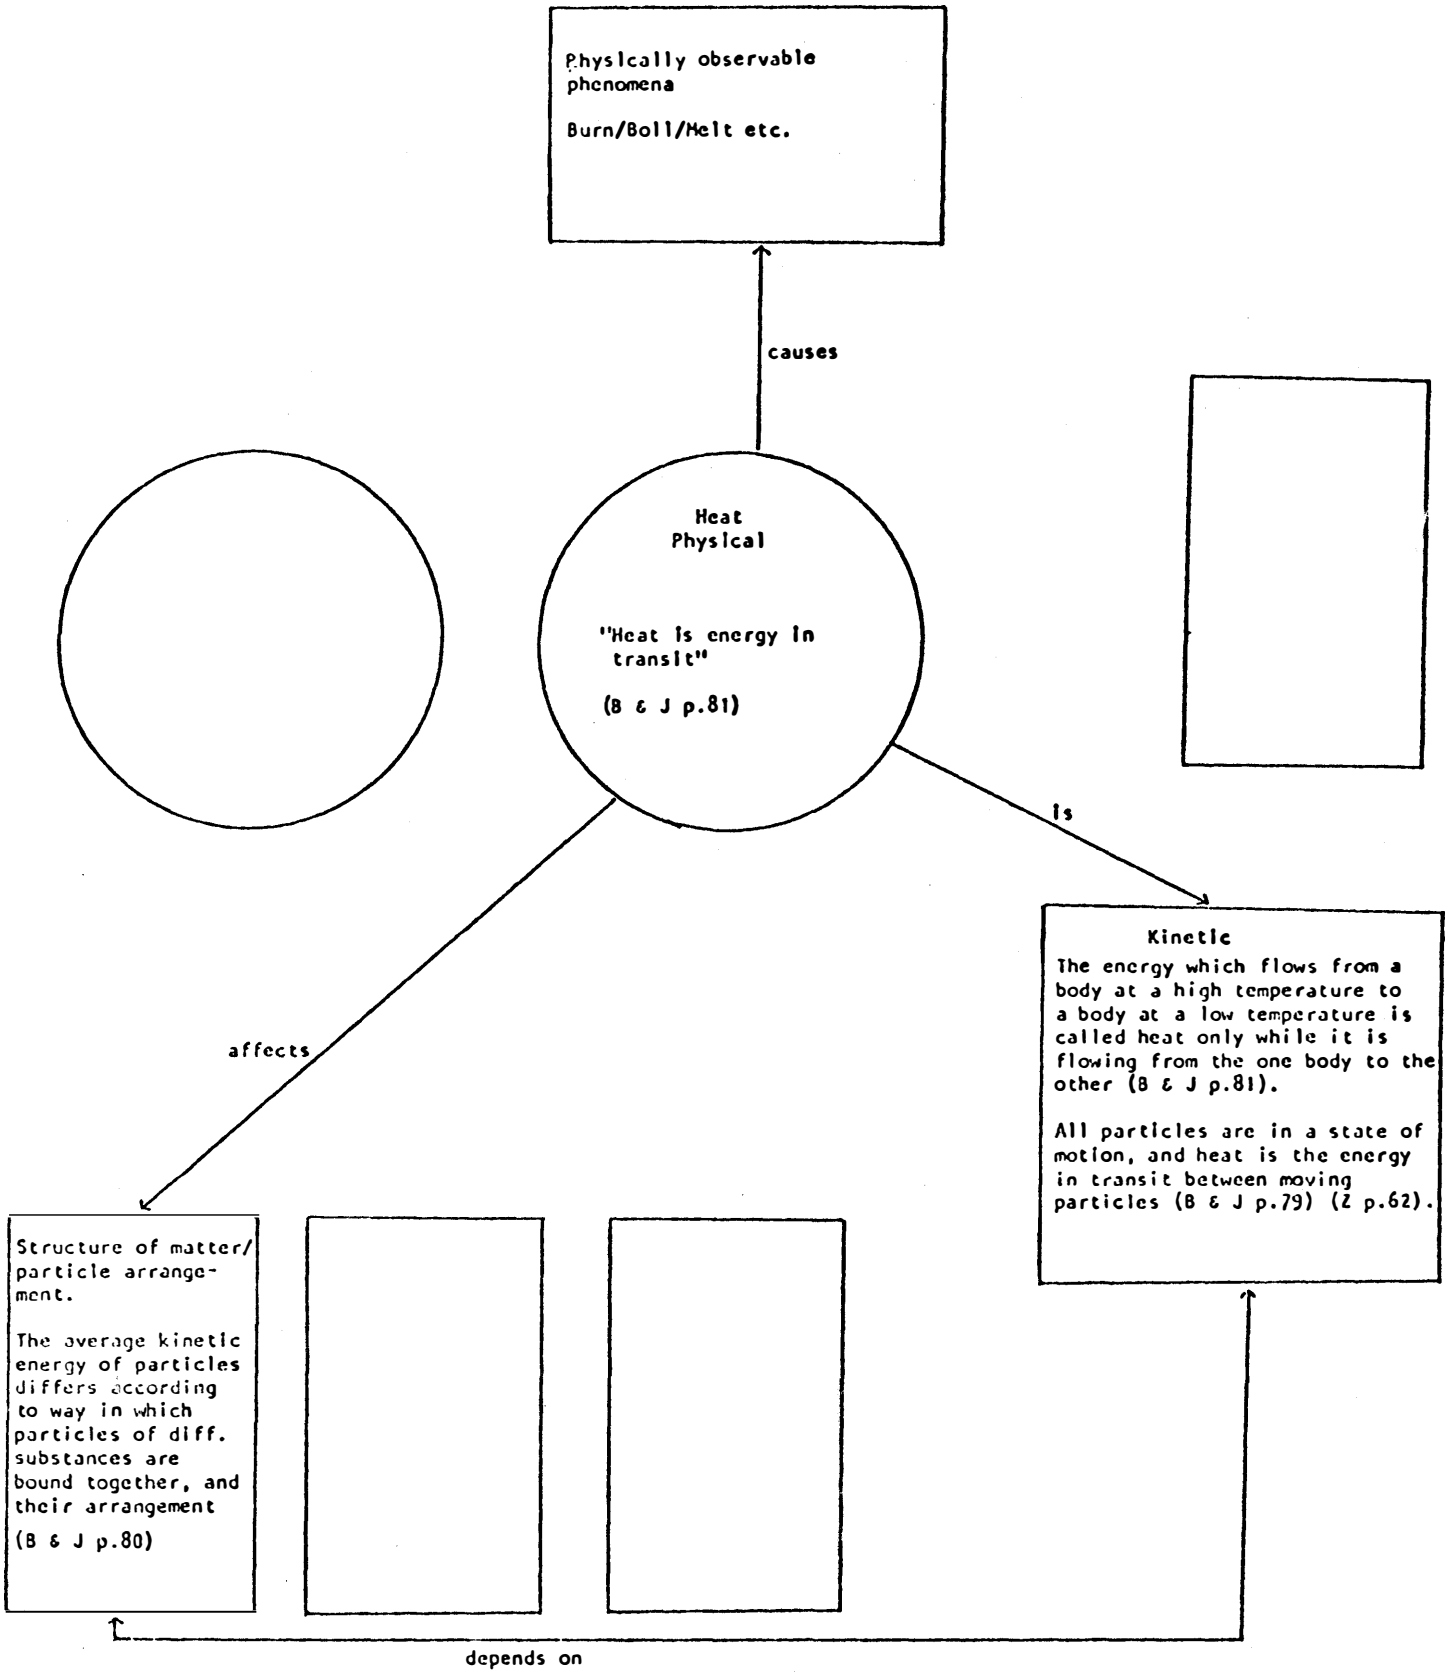 Physically observable
phenomena
Burn/Boil/Melt etc.
causes
Heat
Physical
"Heat is energy in
transit"
(B & J p.81)
is
Kinetic
The energy which flows from a
body at a high temperature to
a body at a low temperature is
called heat only while it is
flowing from the one body to the
other (B & J p.81).
All particles are in a state of
motion, and heat is the energy
in transit between moving
particles (B & J p.79) (Z p.62).
affects
Structure of matter/
particle arrange-
ment.
The average kinetic
energy of particles
differs according
to way in which
particles of diff.
substances are
bound together, and
their arrangement
(B & J p.80)
depends on